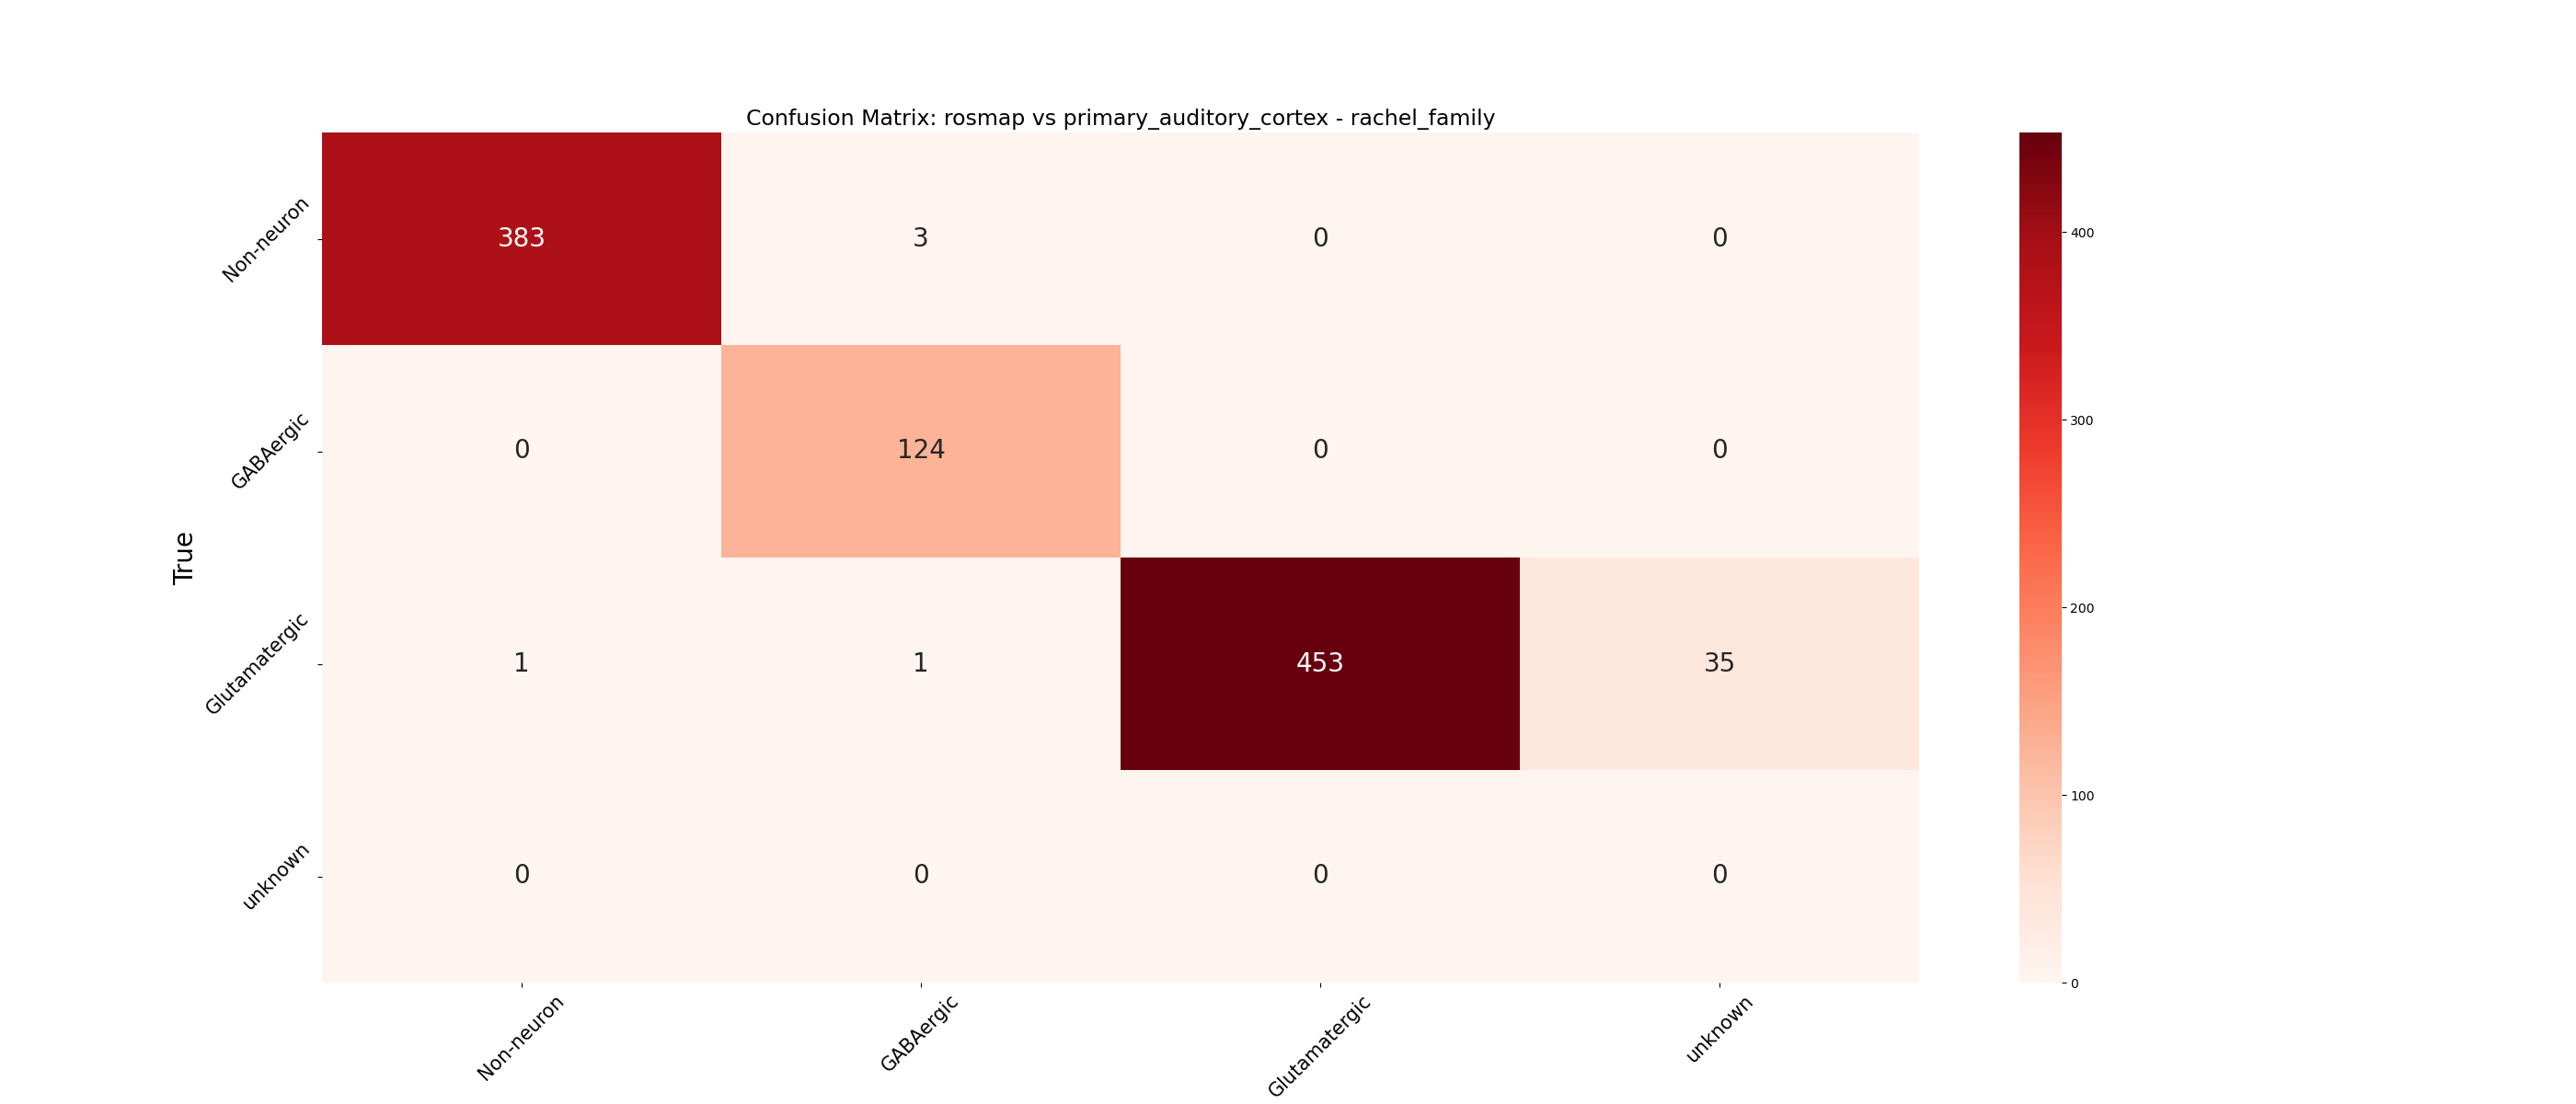 Confusion Matrix: rosmap vs primary_auditory_cortex - rachel_family
Non-neuron
383
3
0
0
GABAergic
0
124
0
0
True
Glutamatergic
1
1
453
35
unknown
0
0
0
0
Non-neuron
GABAergic
Glutamatergic
unknown
400
300
200
100
0